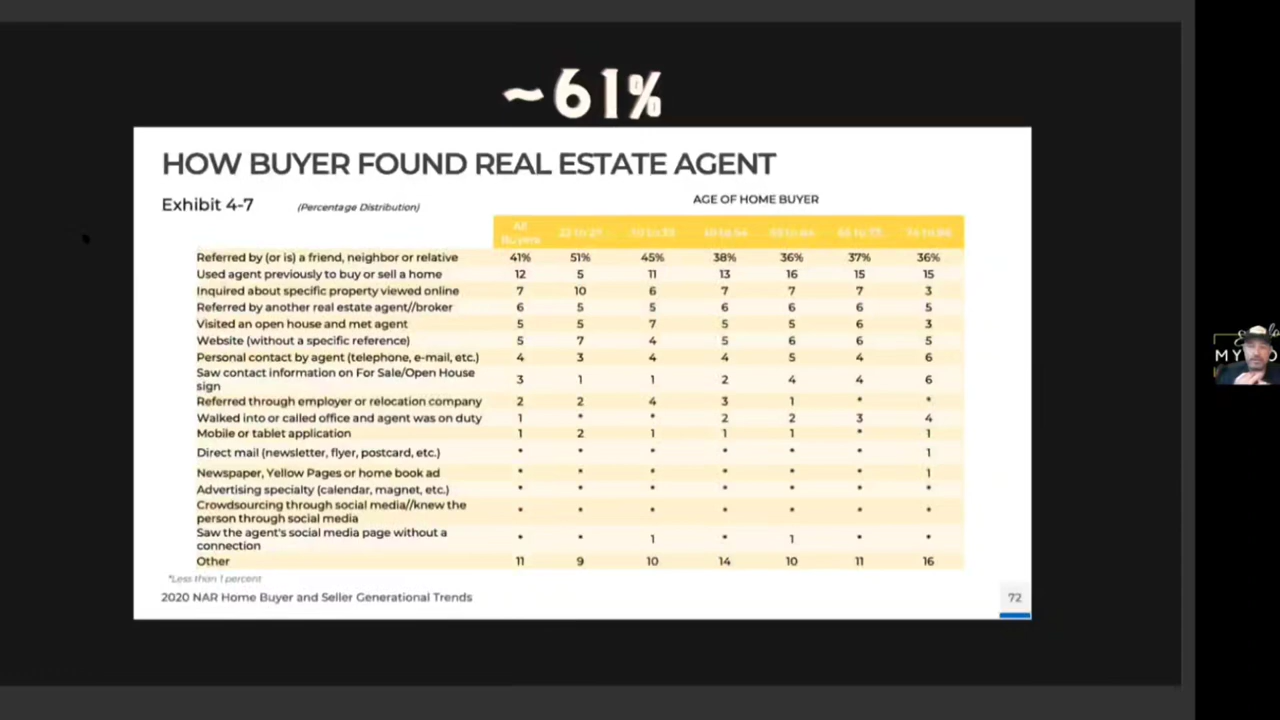 ~61%
HOW BUYER FOUND REAL ESTATE AGENT
Exhibit 4-7 (Percentage Distribution) AGE OF HOME BUYER
All Buyers
Referred by (or is) a friend, neighbor or relative 41% 51% 45% 38% 36% 37% 36%
Used agent previously to buy or sell a home 12 5 11 13 16 15 15
Inquired about specific property viewed online 7 10 6 7 7 7 3
Referred by another real estate agent//broker 6 5 5 6 6 6 5
Visited an open house and met agent 5 5 7 5 5 6 3
Website (without a specific reference) 5 7 4 5 6 6 5
Personal contact by agent (telephone, e-mail, etc.) 4 3 4 4 5 4 6
Saw contact information on For Sale/Open House
sign 3 1 1 2 4 4 6
Referred through employer or relocation company 2 2 4 3 1 * *
Walked into or called office and agent was on duty 1 * * 2 2 3 4
Mobile or tablet application 1 2 1 1 1 * 1
Direct mail (newsletter, flyer, postcard, etc.) * * * * * * 1
Newspaper, Yellow Pages or home book ad * * * * * * 1
Advertising specialty (calendar, magnet, etc.) * * * * * * *
Crowdsourcing through social media//knew the
person through social media * * * * * * *
Saw the agent's social media page without a
connection * * 1 * 1 * *
Other 11 9 10 14 10 11 16
*Less than 1 percent
2020 NAR Home Buyer and Seller Generational Trends 72